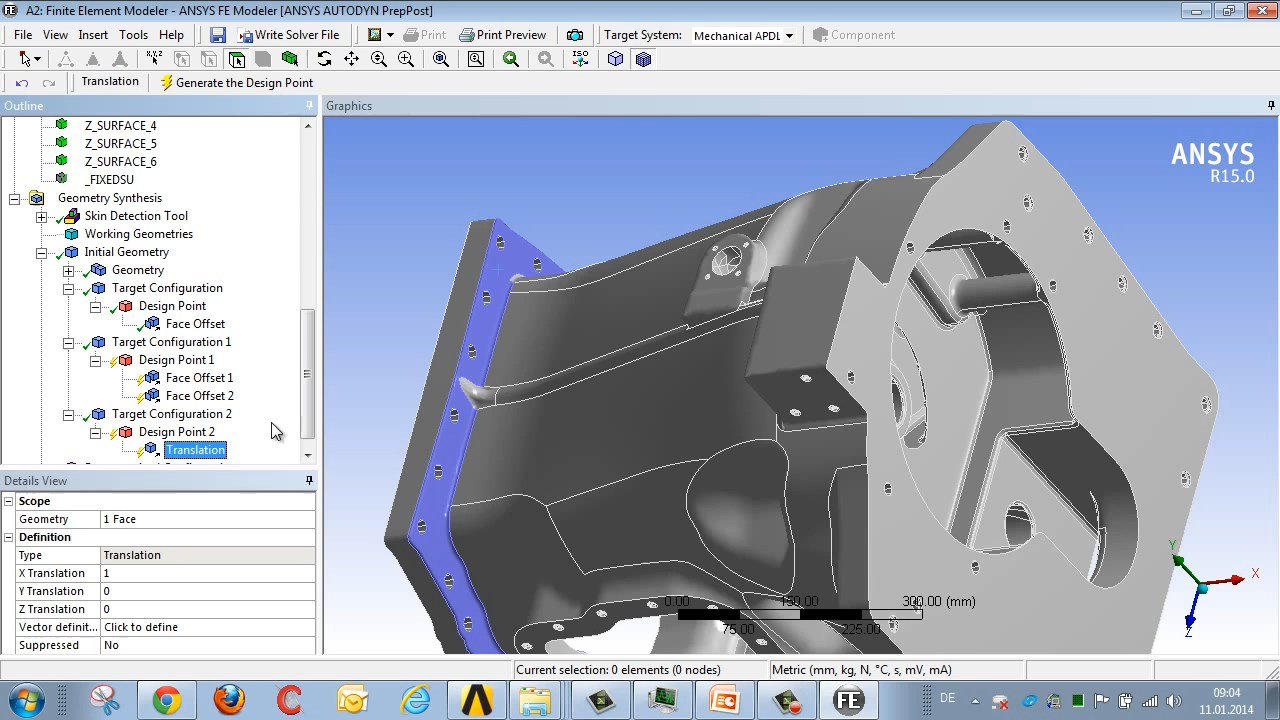 A2: Finite Element Modeler - ANSYS FE Modeler [ANSYS AUTODYN PrepPost]
File View Insert Tools Help Write Solver File Print Print Preview Target System: Mechanical APDL Component
X,Y,Z ISO
Translation Generate the Design Point
Outline
Z_SURFACE_4
Z_SURFACE_5
Z_SURFACE_6
_FIXEDSU
Geometry Synthesis
Skin Detection Tool
Working Geometries
Initial Geometry
Geometry
Target Configuration
Design Point
Face Offset
Target Configuration 1
Design Point 1
Face Offset 1
Face Offset 2
Target Configuration 2
Design Point 2
Translation
Details View
Scope
Geometry 1 Face
Definition
Type Translation
X Translation 1
Y Translation 0
Z Translation 0
Vector definit... Click to define
Suppressed No
Graphics
ANSYS
R15.0
0.00 150.00 300.00 (mm)
75.00 225.00
Y
X
Z
Current selection: 0 elements (0 nodes) Metric (mm, kg, N, °C, s, mV, mA)
FE
DE
09:04
11.01.2014